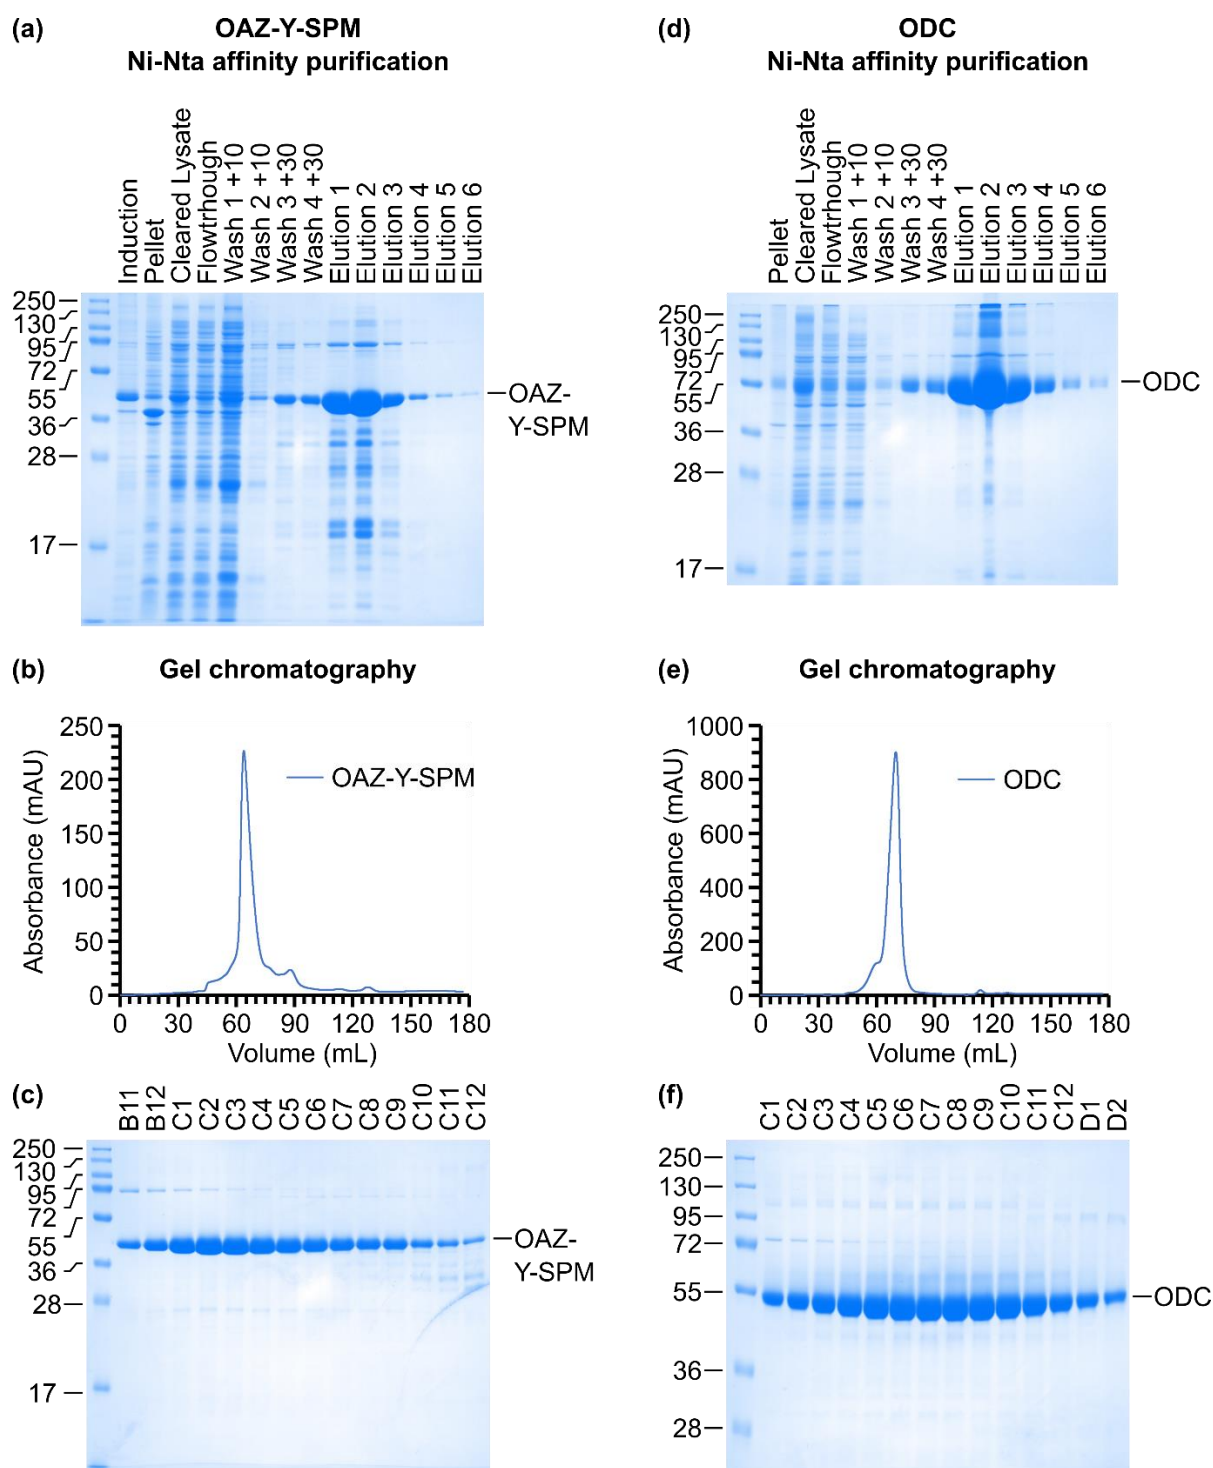 (a)
OAZ-Y-SPM
Ni-Nta affinity purification
Induction
Pellet
Cleared Lysate
Flowtrhough
Wash 1 +10
Wash 2 +10
Wash 3 +30
Wash 4 +30
Elution 1
Elution 2
Elution 3
Elution 4
Elution 5
Elution 6
250
130
95
72
55
36
28
17
OAZ-
Y-SPM
(b)
Gel chromatography
Absorbance (mAU)
250
200
150
100
50
0
OAZ-Y-SPM
0 30 60 90 120 150 180
Volume (mL)
(c)
B11
B12
C1
C2
C3
C4
C5
C6
C7
C8
C9
C10
C11
C12
250
130
95
72
55
36
28
17
OAZ-
Y-SPM
(d)
ODC
Ni-Nta affinity purification
Pellet
Cleared Lysate
Flowtrhough
Wash 1 +10
Wash 2 +10
Wash 3 +30
Wash 4 +30
Elution 1
Elution 2
Elution 3
Elution 4
Elution 5
Elution 6
250
130
95
72
55
36
28
17
ODC
(e)
Gel chromatography
Absorbance (mAU)
1000
800
600
400
200
0
ODC
0 30 60 90 120 150 180
Volume (mL)
(f)
C1
C2
C3
C4
C5
C6
C7
C8
C9
C10
C11
C12
D1
D2
250
130
95
72
55
36
28
ODC